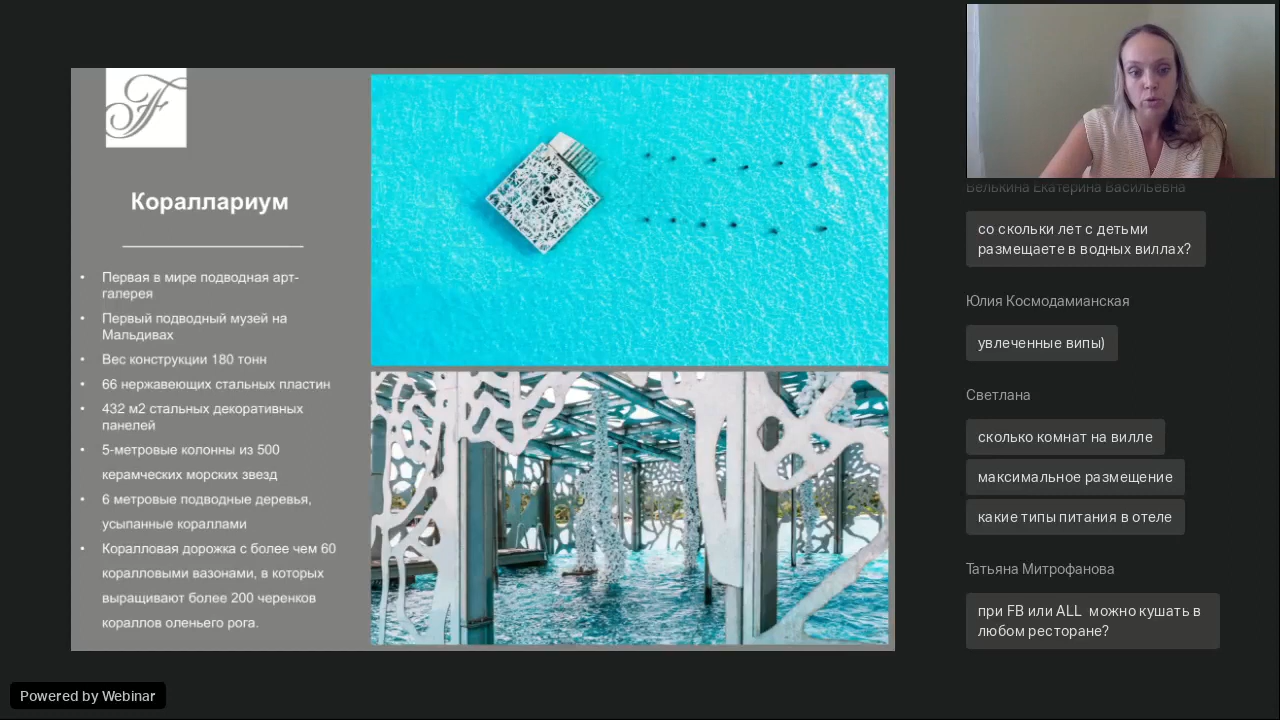 Кораллариум
• Первая в мире подводная арт-
галерея
• Первый подводный музей на
Мальдивах
• Вес конструкции 180 тонн
• 66 нержавеющих стальных пластин
• 432 м2 стальных декоративных
панелей
• 5-метровые колонны из 500
керамческих морских звезд
• 6 метровые подводные деревья,
усыпанные кораллами
• Коралловая дорожка с более чем 60
коралловыми вазонами, в которых
выращивают более 200 черенков
кораллов оленьего рога.
Белькина Екатерина Васильевна
со скольки лет с детьми
размещаете в водных виллах?
Юлия Космодамианская
увлеченные випы)
Светлана
сколько комнат на вилле
максимальное размещение
какие типы питания в отеле
Татьяна Митрофанова
при FB или ALL можно кушать в
любом ресторане?
Powered by Webinar